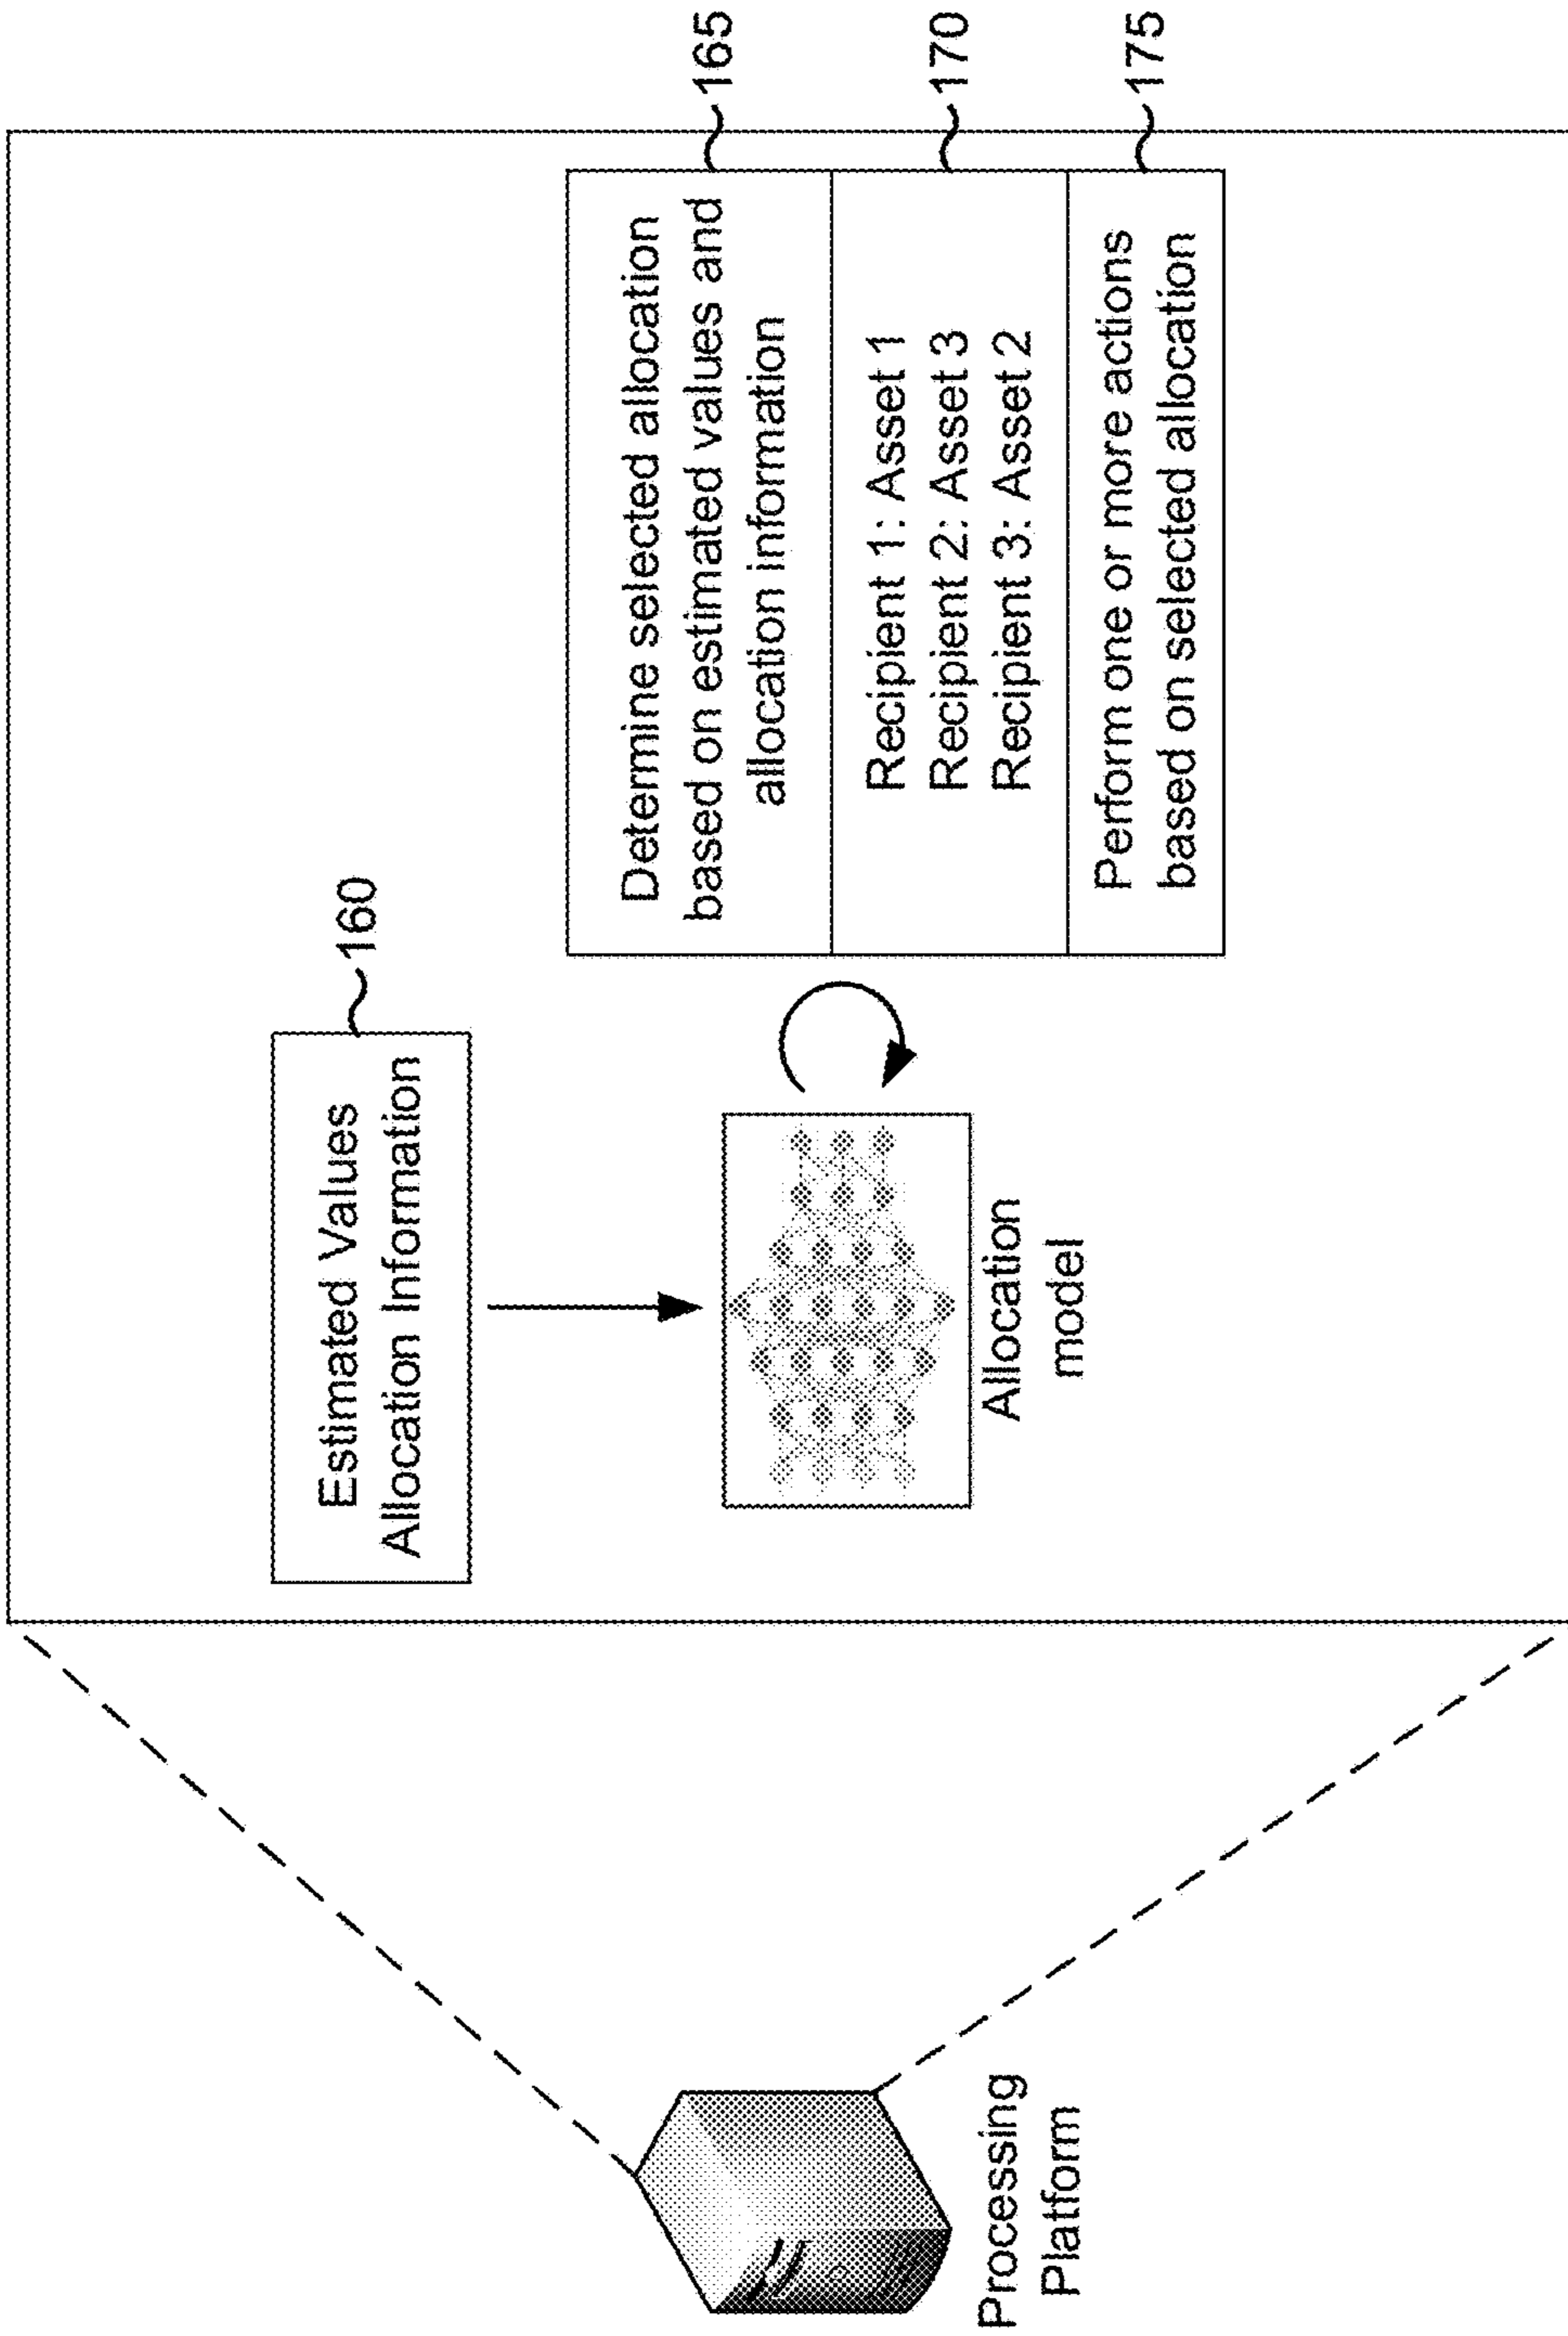 Processing
Platform
160
Estimated Values
Allocation Information
Allocation
model
165
Determine selected allocation
based on estimated values and
allocation information
170
Recipient 1: Asset 1
Recipient 2: Asset 3
Recipient 3: Asset 2
175
Perform one or more actions
based on selected allocation